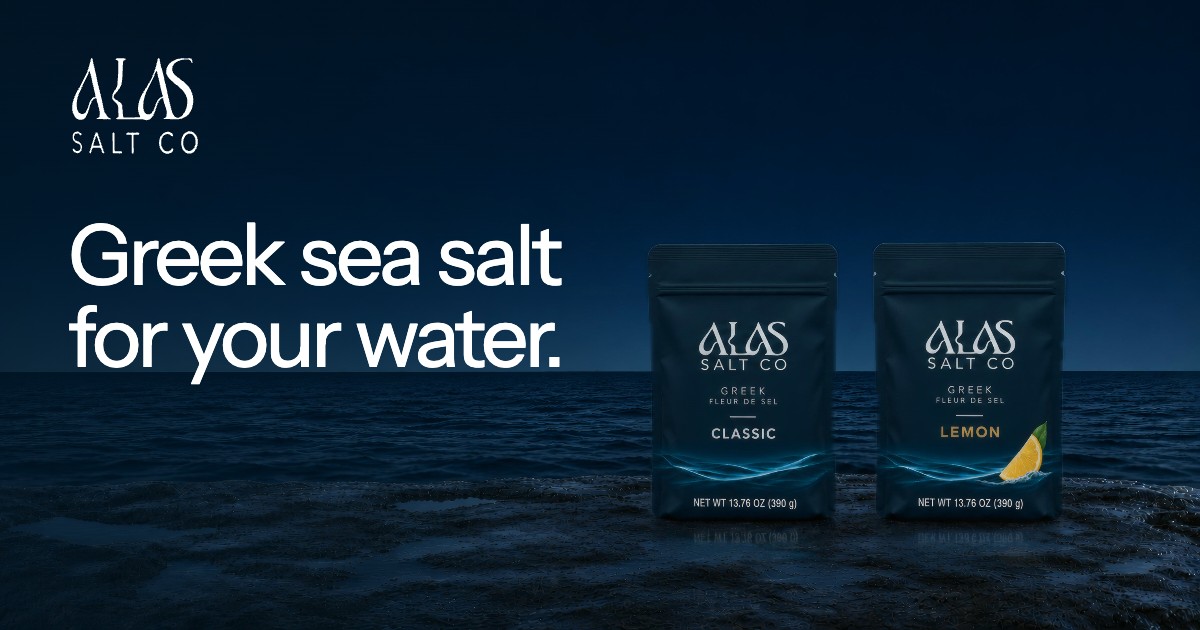 ALAS
SALT CO
Greek sea salt
for your water.
ALAS
SALT CO
GREEK
FLEUR DE SEL
CLASSIC
NET WT 13.76 OZ (390 g)
ALAS
SALT CO
GREEK
FLEUR DE SEL
LEMON
NET WT 13.76 OZ (390 g)